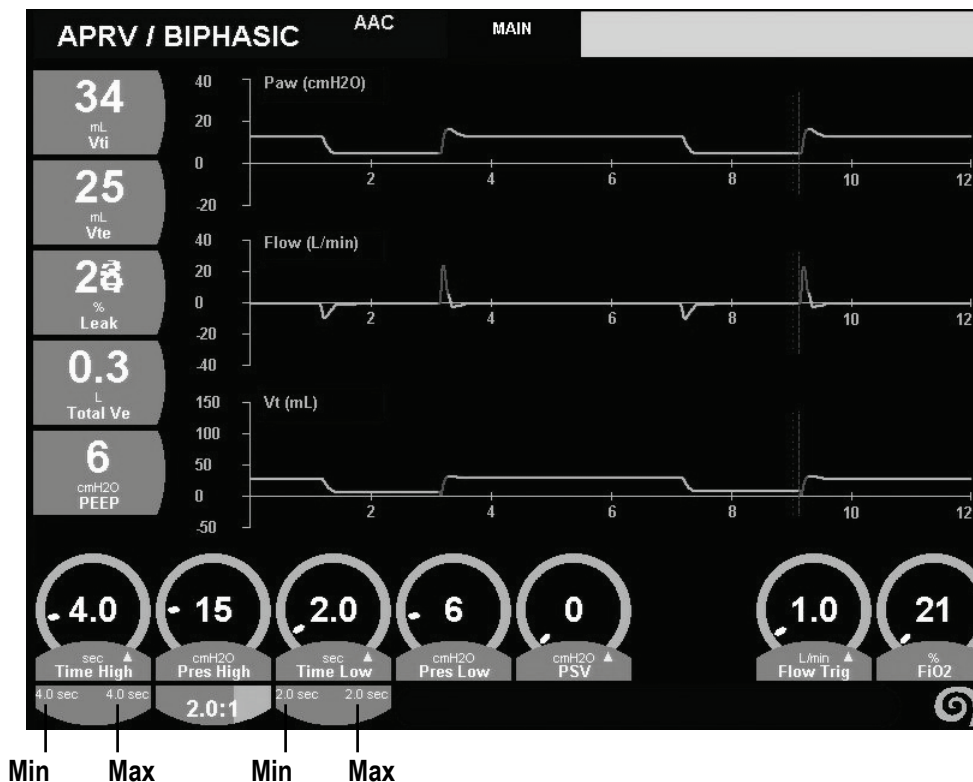 APRV / BIPHASIC AAC MAIN
34
mL
Vti
25
mL
Vte
%
Leak
0.3
L
Total Ve
6
cmH2O
PEEP
Paw (cmH2O)
40
20
0
-20
2 4 6 8 10 12
Flow (L/min)
40
20
0
-20
-40
2 4 6 8 10 12
Vt (mL)
150
100
50
0
-50
2 4 6 8 10 12
4.0 15 2.0 6 0 1.0 21
sec cmH2O sec cmH2O cmH2O L/min %
Time High Pres High Time Low Pres Low PSV Flow Trig FiO2
4.0 sec 4.0 sec 2.0:1 2.0 sec 2.0 sec
Min Max Min Max